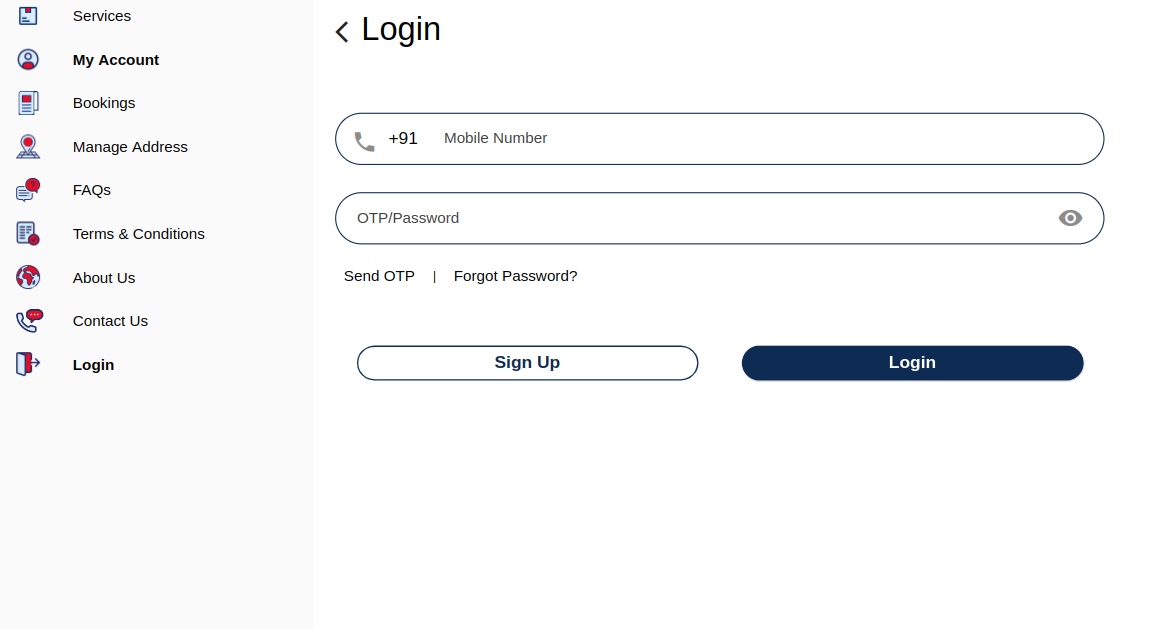 Services
My Account
Bookings
Manage Address
FAQs
Terms & Conditions
About Us
Contact Us
Login
Login
+91 Mobile Number
OTP/Password
Send OTP | Forgot Password?
Sign Up Login